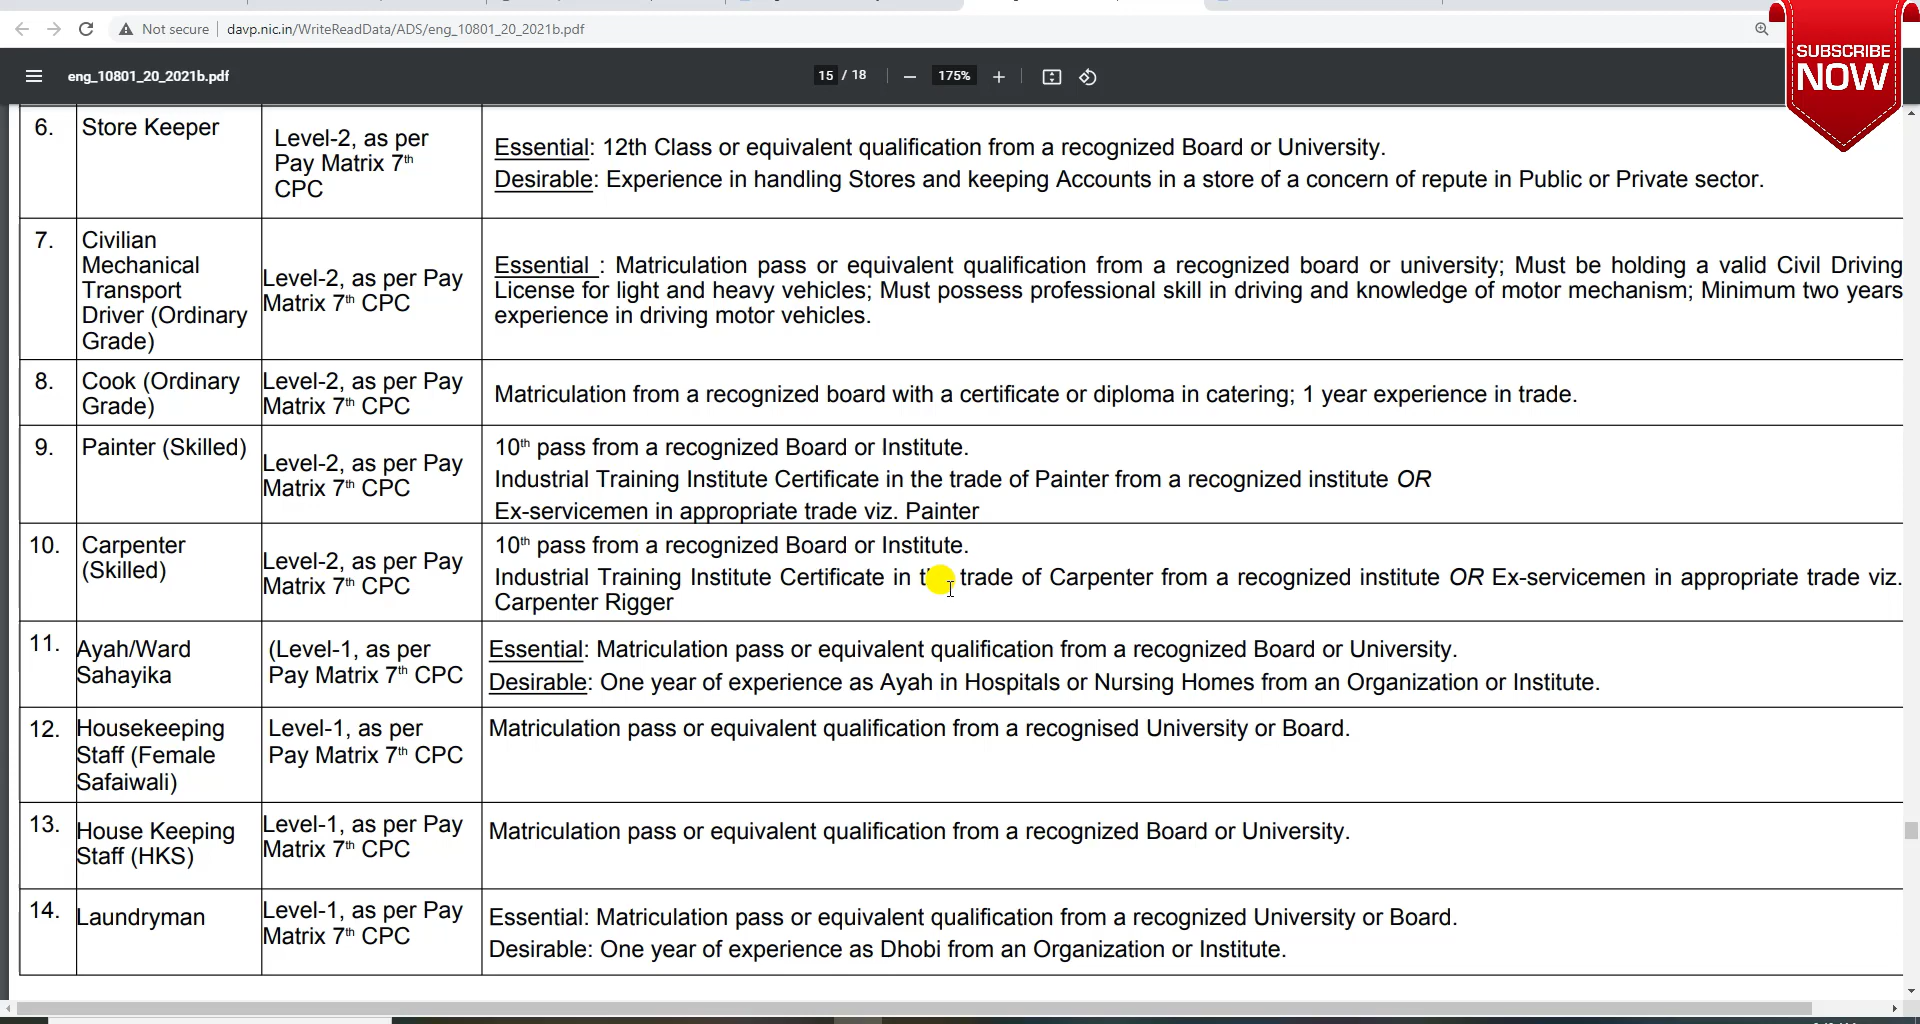 Not secure
davp.nic.in/WriteReadData/ADS/eng_10801_20_2021b.pdf
SUBSCRIBE
NOW
eng_10801_20_2021b.pdf
15 / 18
175%
6.
Store Keeper
Level-2, as per
Pay Matrix 7th
CPC
Essential: 12th Class or equivalent qualification from a recognized Board or University.
Desirable: Experience in handling Stores and keeping Accounts in a store of a concern of repute in Public or Private sector.
7.
Civilian
Mechanical
Transport
Driver (Ordinary
Grade)
Level-2, as per Pay
Matrix 7th CPC
Essential : Matriculation pass or equivalent qualification from a recognized board or university; Must be holding a valid Civil Driving
License for light and heavy vehicles; Must possess professional skill in driving and knowledge of motor mechanism; Minimum two years
experience in driving motor vehicles.
8.
Cook (Ordinary
Grade)
Level-2, as per Pay
Matrix 7th CPC
Matriculation from a recognized board with a certificate or diploma in catering; 1 year experience in trade.
9.
Painter (Skilled)
Level-2, as per Pay
Matrix 7th CPC
10th pass from a recognized Board or Institute.
Industrial Training Institute Certificate in the trade of Painter from a recognized institute OR
Ex-servicemen in appropriate trade viz. Painter
10.
Carpenter
(Skilled)
Level-2, as per Pay
Matrix 7th CPC
10th pass from a recognized Board or Institute.
Industrial Training Institute Certificate in the trade of Carpenter from a recognized institute OR Ex-servicemen in appropriate trade viz.
Carpenter Rigger
11.
Ayah/Ward
Sahayika
(Level-1, as per
Pay Matrix 7th CPC
Essential: Matriculation pass or equivalent qualification from a recognized Board or University.
Desirable: One year of experience as Ayah in Hospitals or Nursing Homes from an Organization or Institute.
12.
Housekeeping
Staff (Female
Safaiwali)
Level-1, as per
Pay Matrix 7th CPC
Matriculation pass or equivalent qualification from a recognised University or Board.
13.
House Keeping
Staff (HKS)
Level-1, as per Pay
Matrix 7th CPC
Matriculation pass or equivalent qualification from a recognized Board or University.
14.
Laundryman
Level-1, as per Pay
Matrix 7th CPC
Essential: Matriculation pass or equivalent qualification from a recognized University or Board.
Desirable: One year of experience as Dhobi from an Organization or Institute.